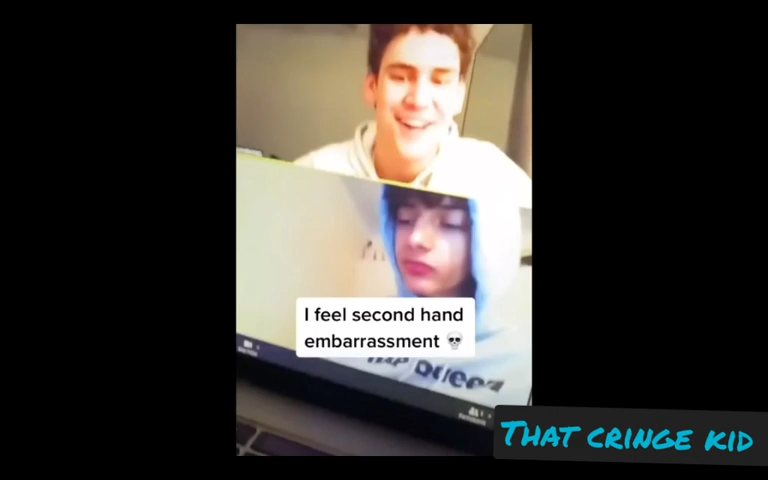 I feel second hand
embarrassment 💀
THAT CRINGE KID